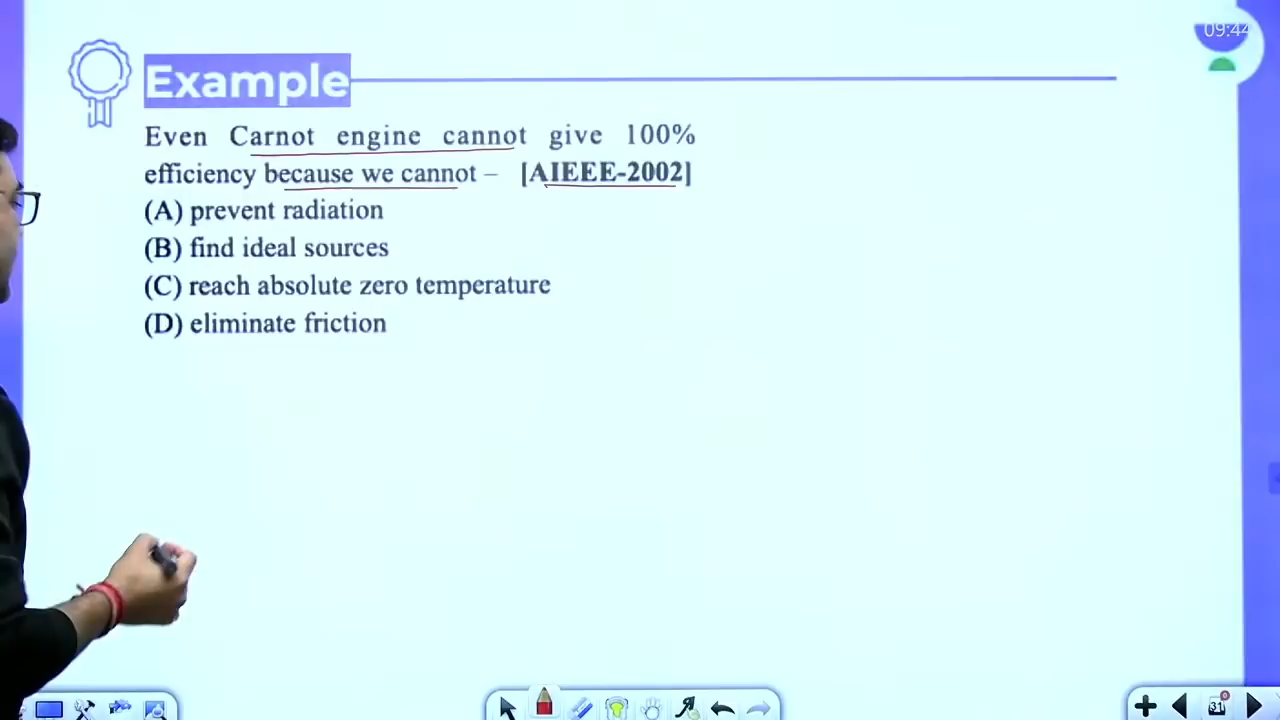 09:44
Example
Even Carnot engine cannot give 100%
efficiency because we cannot – [AIEEE-2002]
(A) prevent radiation
(B) find ideal sources
(C) reach absolute zero temperature
(D) eliminate friction
31